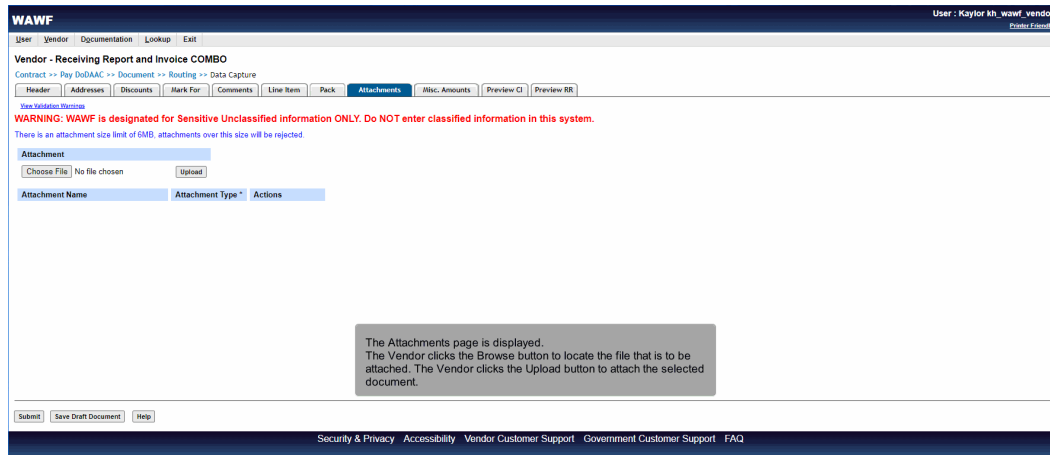 WAWF
User : Kaylor kh_wawf_vendo
Printer Friend
User Vendor Documentation Lookup Exit
Vendor - Receiving Report and Invoice COMBO
Contract >> Pay DoDAAC >> Document >> Routing >> Data Capture
Header Addresses Discounts Mark For Comments Line Item Pack Attachments Misc. Amounts Preview CI Preview RR
View Validation Warnings
WARNING: WAWF is designated for Sensitive Unclassified information ONLY. Do NOT enter classified information in this system.
There is an attachment size limit of 6MB, attachments over this size will be rejected.
Attachment
Choose File No file chosen Upload
Attachment Name Attachment Type * Actions
The Attachments page is displayed.
The Vendor clicks the Browse button to locate the file that is to be
attached. The Vendor clicks the Upload button to attach the selected
document.
Submit Save Draft Document Help
Security & Privacy Accessibility Vendor Customer Support Government Customer Support FAQ